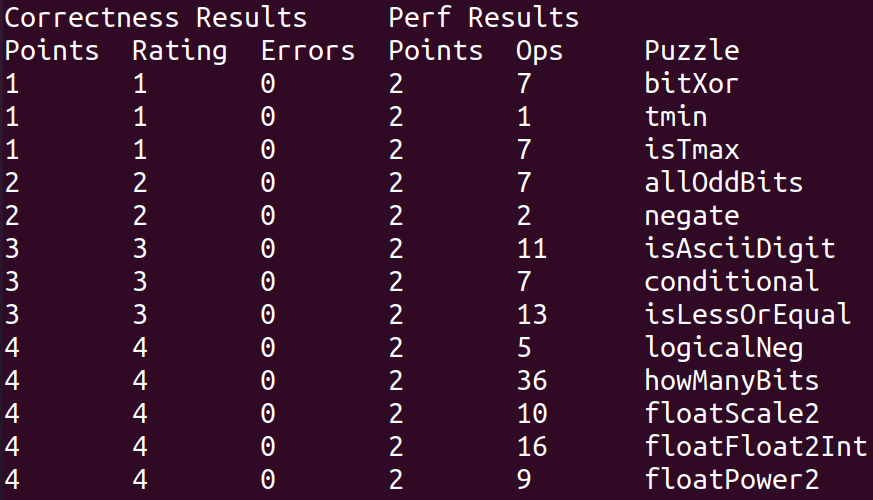 Correctness Results     Perf Results
Points  Rating  Errors  Points  Ops     Puzzle
1       1       0       2       7       bitXor
1       1       0       2       1       tmin
1       1       0       2       7       isTmax
2       2       0       2       7       allOddBits
2       2       0       2       2       negate
3       3       0       2       11      isAsciiDigit
3       3       0       2       7       conditional
3       3       0       2       13      isLessOrEqual
4       4       0       2       5       logicalNeg
4       4       0       2       36      howManyBits
4       4       0       2       10      floatScale2
4       4       0       2       16      floatFloat2Int
4       4       0       2       9       floatPower2